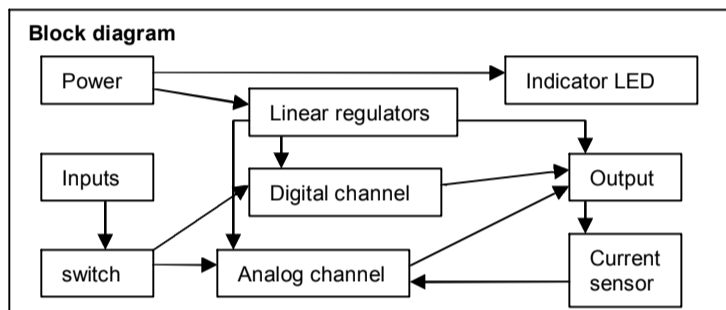 Block diagram
Power
Indicator LED
Linear regulators
Inputs
Digital channel
Output
switch
Analog channel
Current
sensor